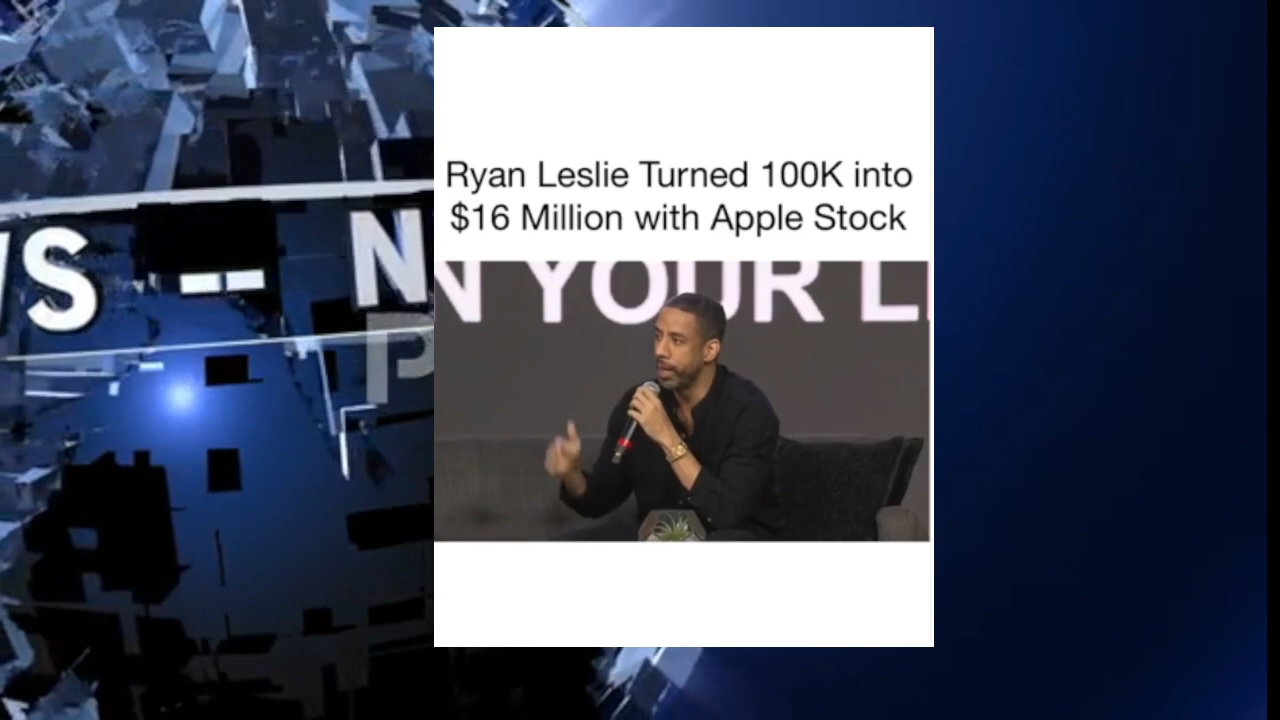 Ryan Leslie Turned 100K into
$16 Million with Apple Stock
N YOUR L
S
N
P